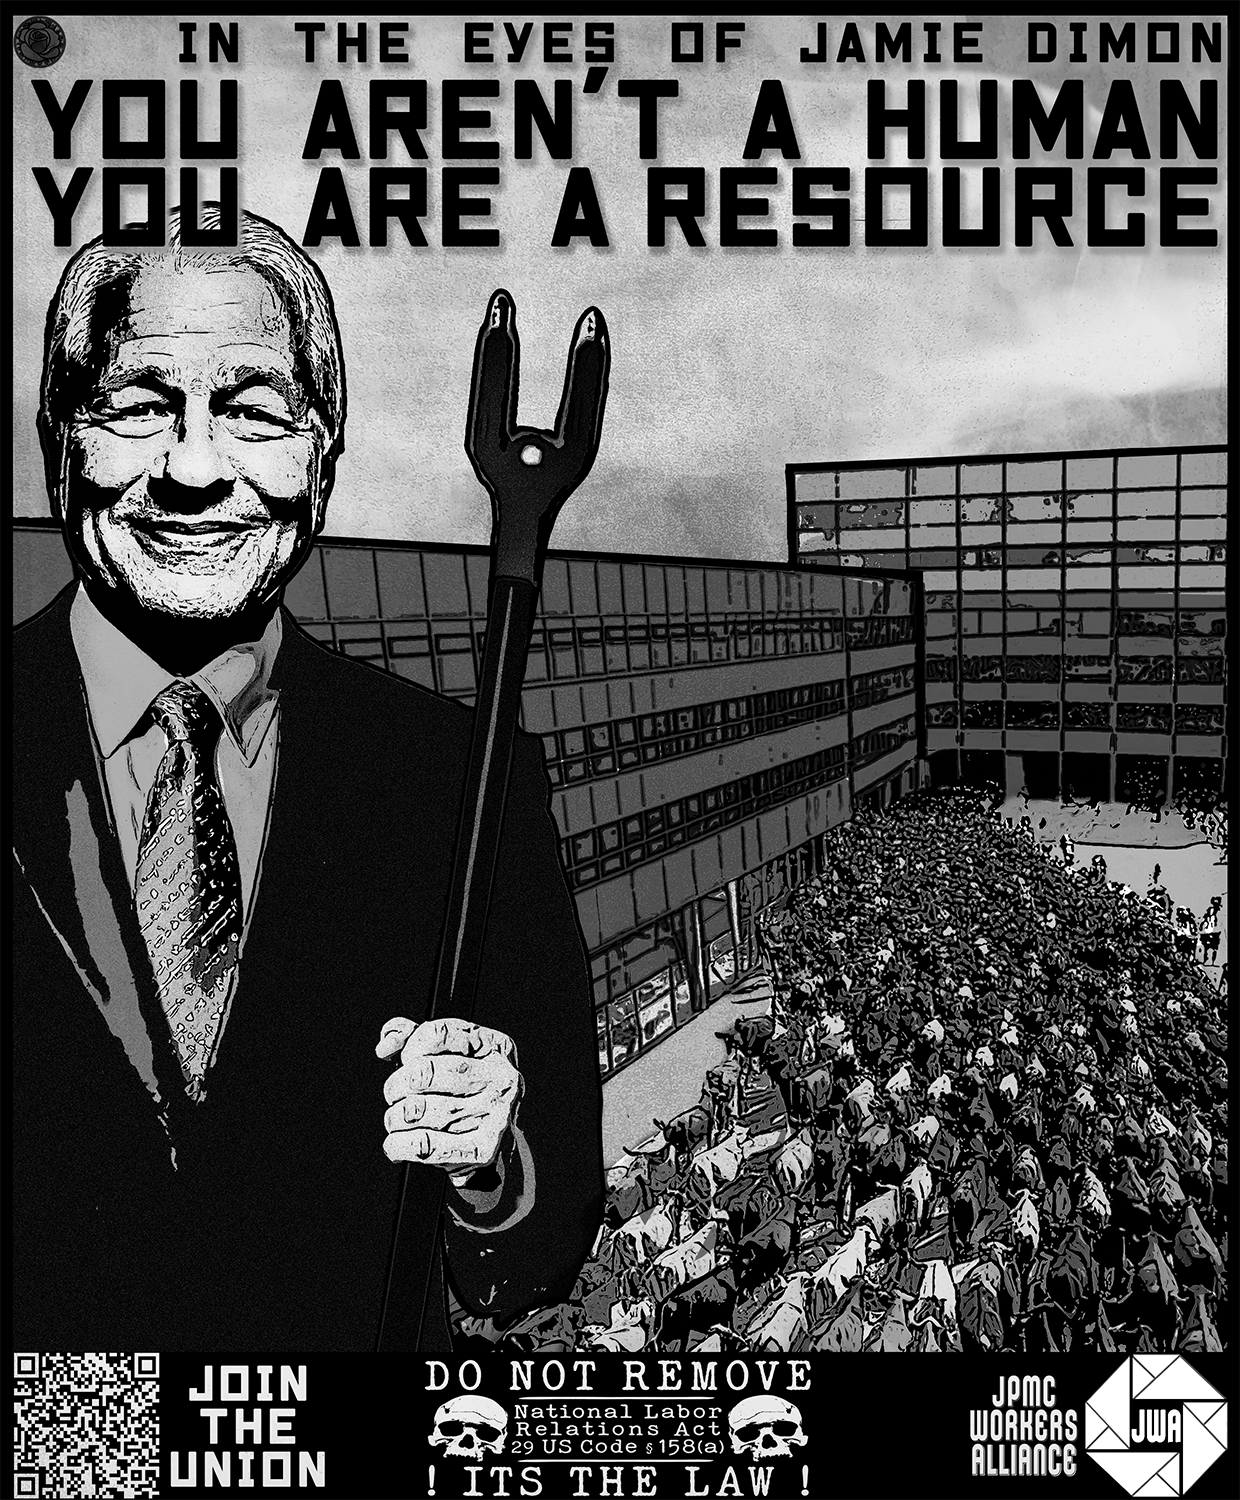 IN THE EYES OF JAMIE DIMON
YOU AREN'T A HUMAN
YOU ARE A RESOURCE
JOIN
THE
UNION
DO NOT REMOVE
National Labor
Relations Act
29 US Code § 158(a)
! ITS THE LAW !
JPMC
WORKERS
ALLIANCE
JWA